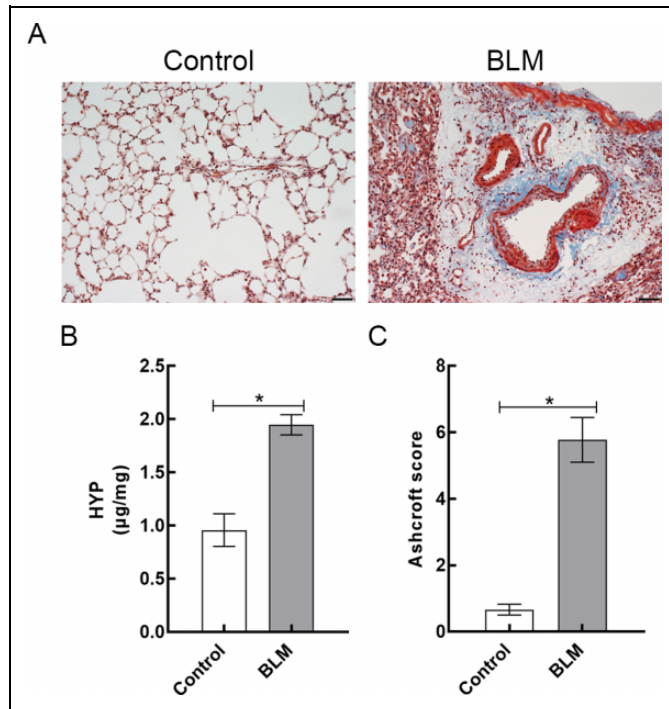 A
Control
BLM
B
2.5
2.0
1.5
1.0
0.5
0.0
HYP
(µg/mg)
*
Control
BLM
C
8
6
4
2
0
Ashcroft score
*
Control
BLM